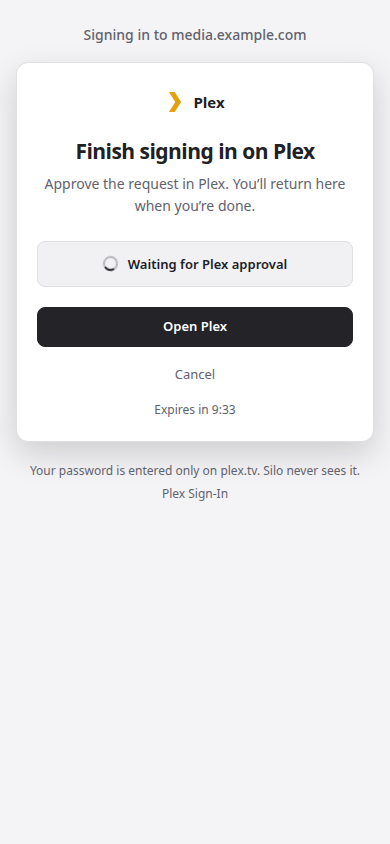 Signing in to media.example.com
Plex
Finish signing in on Plex
Approve the request in Plex. You’ll return here
when you’re done.
Waiting for Plex approval
Open Plex
Cancel
Expires in 9:33
Your password is entered only on plex.tv. Silo never sees it.
Plex Sign-In